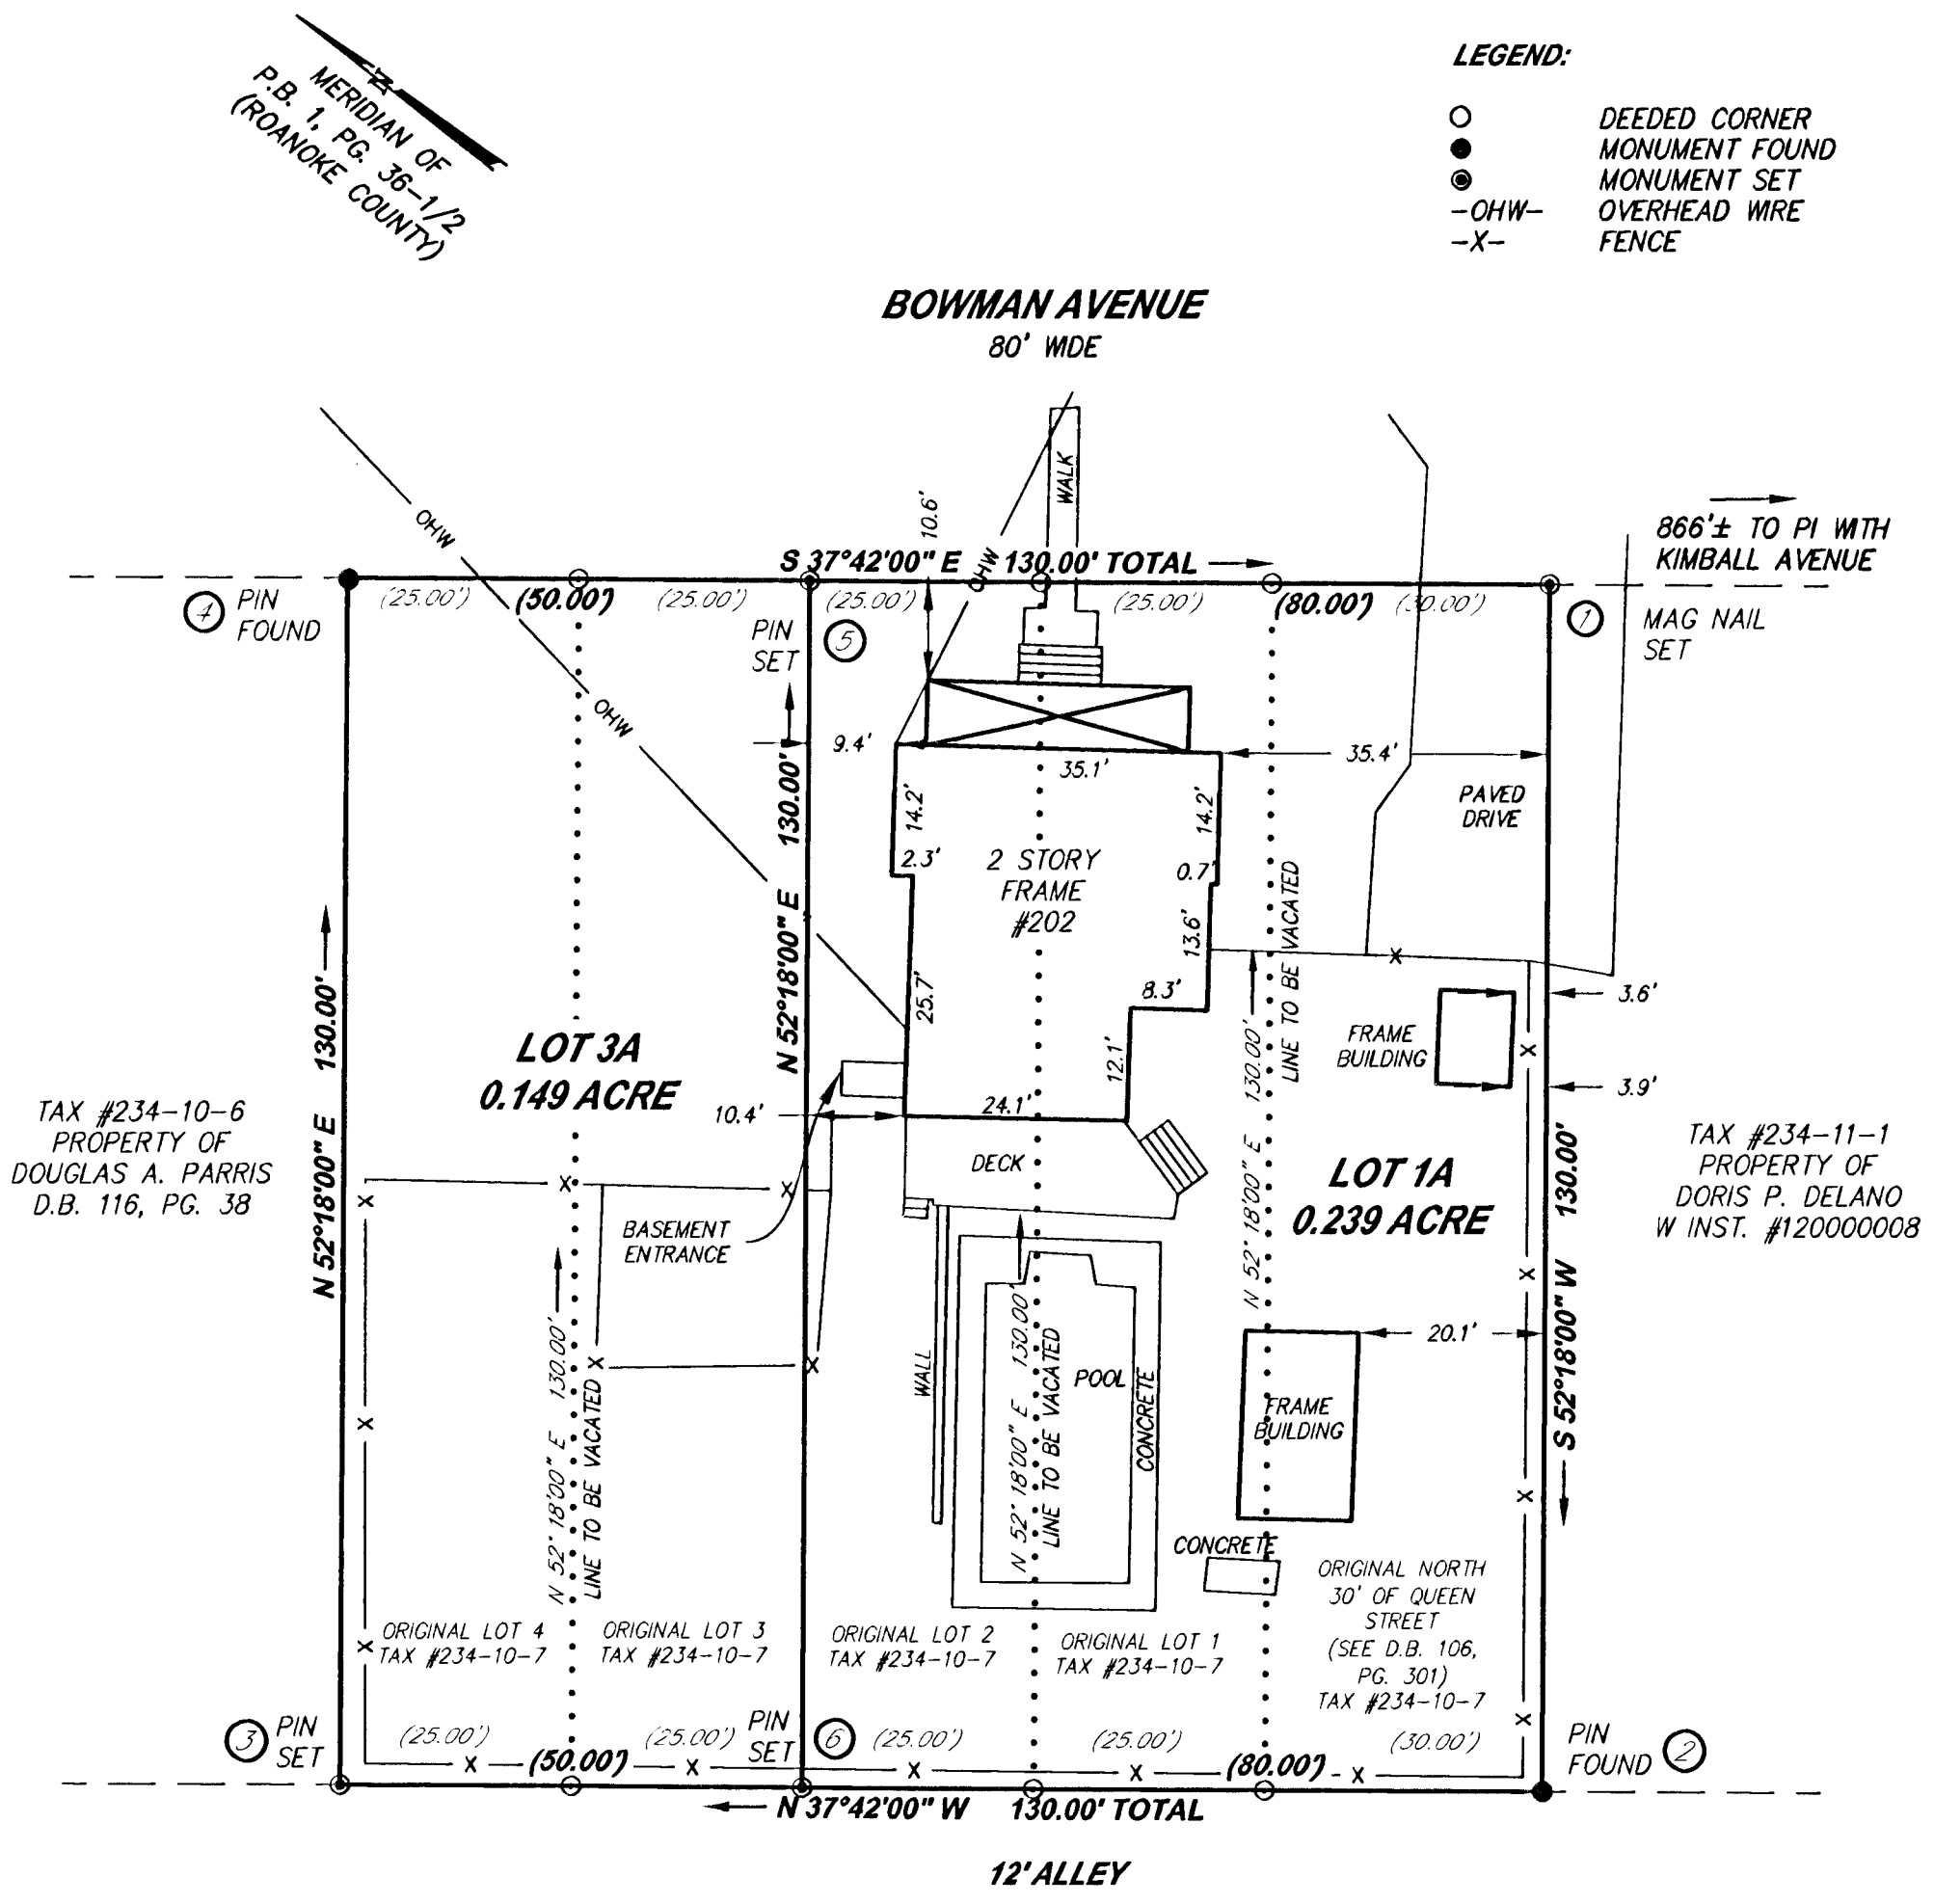 N
MERIDIAN OF
P.B. 1, PG. 36-1/2
(ROANOKE COUNTY)
LEGEND:
DEEDED CORNER
MONUMENT FOUND
MONUMENT SET
-OHW- OVERHEAD WIRE
-X- FENCE
BOWMAN AVENUE
80' WIDE
WALK
10.6'
OHW
OHW
OHW
866'± TO PI WITH
KIMBALL AVENUE
S 37°42'00" E 130.00' TOTAL
4
PIN
FOUND
(25.00')
(50.00')
(25.00')
(25.00')
(25.00')
(80.00')
(30.00')
PIN
SET
5
1
MAG NAIL
SET
9.4'
35.1'
35.4'
14.2'
14.2'
2.3'
0.7'
2 STORY
FRAME
#202
13.6'
25.7'
8.3'
12.1'
24.1'
10.4'
PAVED
DRIVE
N 52°18'00" E 130.00'
N 52°18'00" E 130.00'
N 52°18'00" E 130.00'
LINE TO BE VACATED
3.6'
FRAME
BUILDING
3.9'
LOT 3A
0.149 ACRE
TAX #234-10-6
PROPERTY OF
DOUGLAS A. PARRIS
D.B. 116, PG. 38
DECK
LOT 1A
0.239 ACRE
TAX #234-11-1
PROPERTY OF
DORIS P. DELANO
W INST. #120000008
S 52°18'00" W 130.00'
BASEMENT
ENTRANCE
X
X
X
X
X
X
X
X
X
X
X
X
X
X
20.1'
N 52°18'00" E 130.00'
LINE TO BE VACATED
WALL
N 52°18'00" E 130.00'
LINE TO BE VACATED
POOL
CONCRETE
FRAME
BUILDING
CONCRETE
ORIGINAL NORTH
30' OF QUEEN
STREET
(SEE D.B. 106,
PG. 301)
TAX #234-10-7
ORIGINAL LOT 4
TAX #234-10-7
ORIGINAL LOT 3
TAX #234-10-7
ORIGINAL LOT 2
TAX #234-10-7
ORIGINAL LOT 1
TAX #234-10-7
3
PIN
SET
(25.00')
(50.00')
(25.00')
PIN
SET
6
(25.00')
(25.00')
(80.00')
(30.00')
X
X
X
X
X
PIN
FOUND
2
N 37°42'00" W 130.00' TOTAL
12' ALLEY